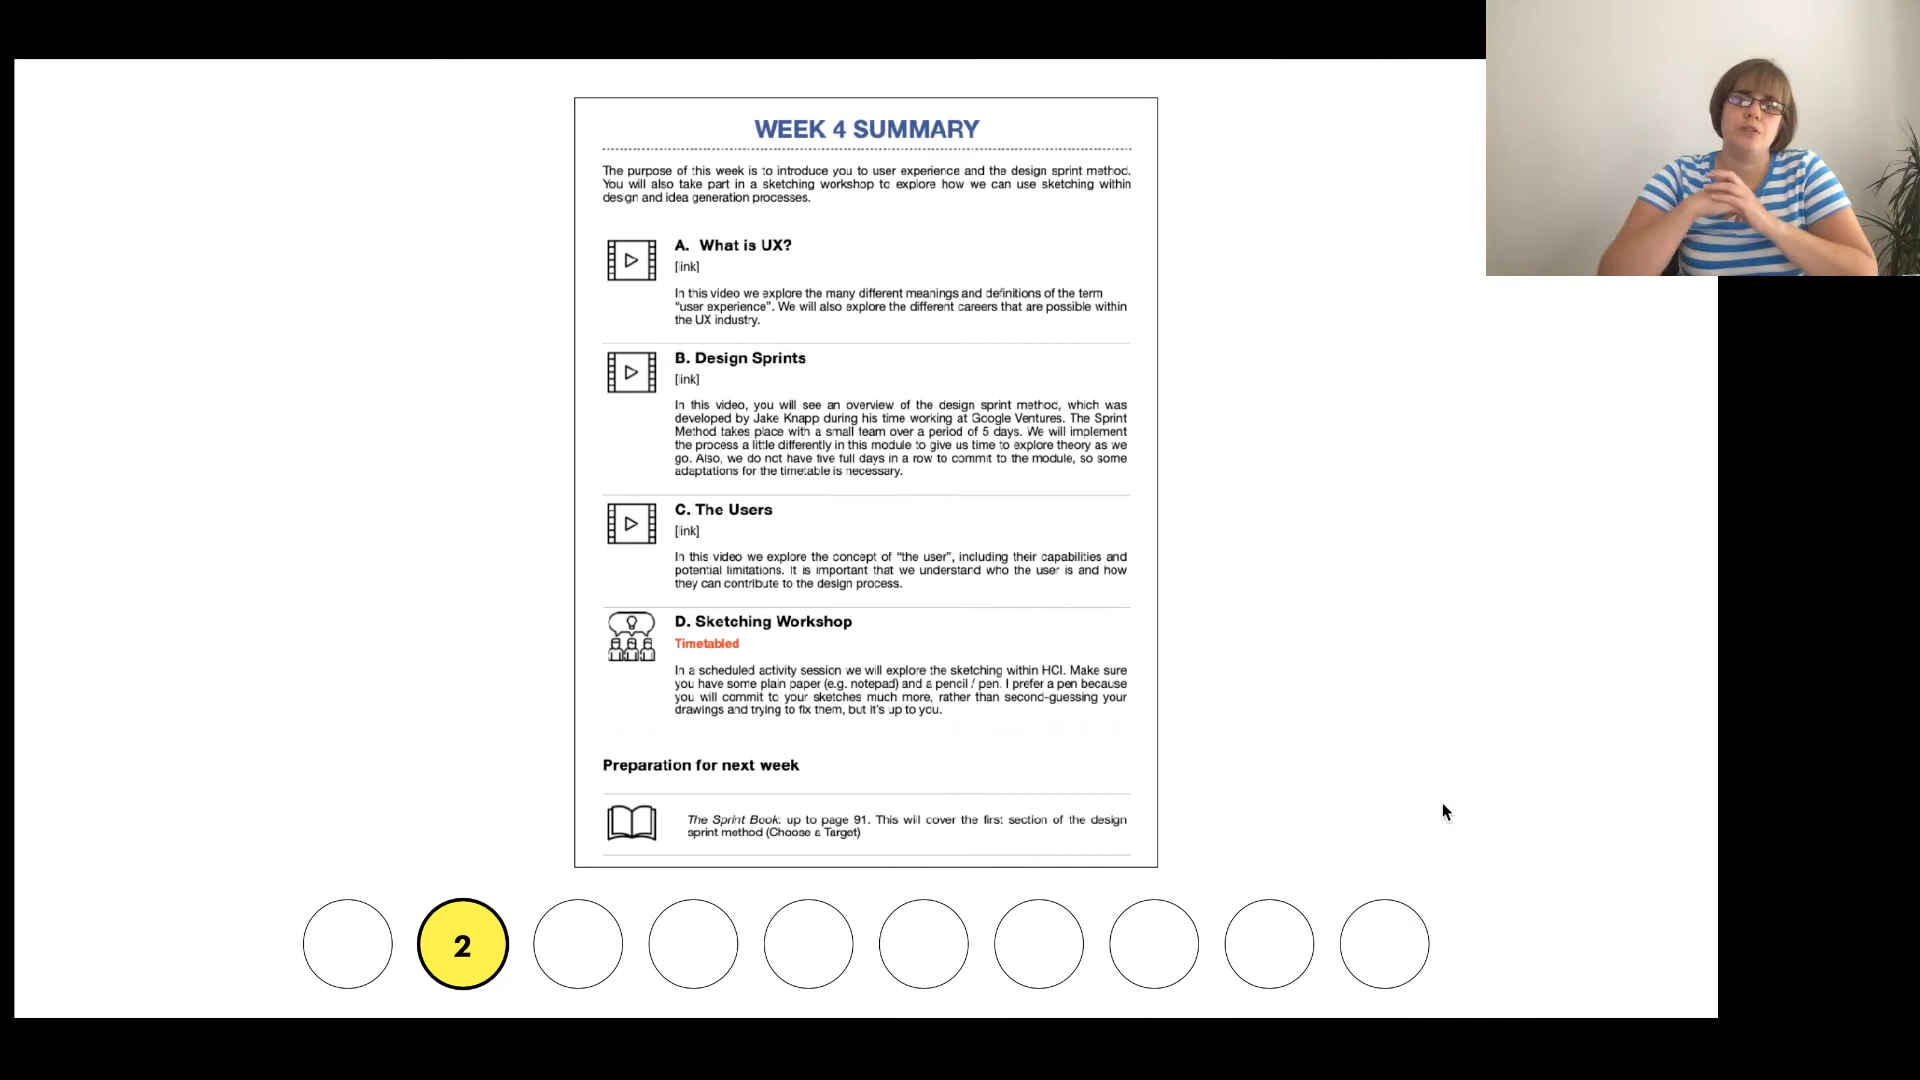 WEEK 4 SUMMARY
The purpose of this week is to introduce you to user experience and the design sprint method.
You will also take part in a sketching workshop to explore how we can use sketching within
design and idea generation processes.
A. What is UX?
[link]
In this video we explore the many different meanings and definitions of the term
“user experience”. We will also explore the different careers that are possible within
the UX industry.
B. Design Sprints
[link]
In this video, you will see an overview of the design sprint method, which was
developed by Jake Knapp during his time working at Google Ventures. The Sprint
Method takes place with a small team over a period of 5 days. We will implement
the process a little differently in this module to give us time to explore theory as we
go. Also, we do not have five full days in a row to commit to the module, so some
adaptations for the timetable is necessary.
C. The Users
[link]
In this video we explore the concept of “the user”, including their capabilities and
potential limitations. It is important that we understand who the user is and how
they can contribute to the design process.
D. Sketching Workshop
Timetabled
In a scheduled activity session we will explore the sketching within HCI. Make sure
you have some plain paper (e.g. notepad) and a pencil / pen. I prefer a pen because
you will commit to your sketches much more, rather than second-guessing your
drawings and trying to fix them, but it's up to you.
Preparation for next week
The Sprint Book: up to page 91. This will cover the first section of the design
sprint method (Choose a Target)
2